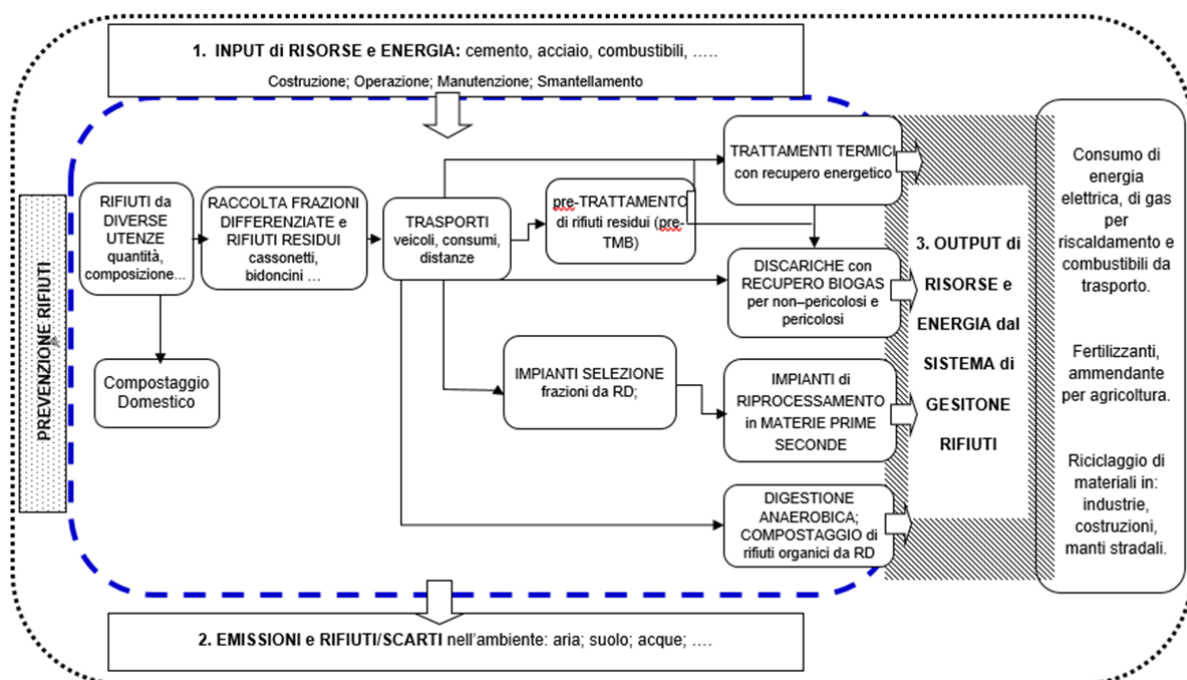 1. INPUT di RISORSE e ENERGIA: cemento, acciaio, combustibili, …..
Costruzione; Operazione; Manutenzione; Smantellamento
PREVENZIONE RIFIUTI
RIFIUTI da
DIVERSE
UTENZE
quantità,
composizione...
Compostaggio
Domestico
RACCOLTA FRAZIONI
DIFFERENZIATE e
RIFIUTI RESIDUI
cassonetti,
bidoncini …
TRASPORTI
veicoli, consumi,
distanze
pre-TRATTAMENTO
di rifiuti residui (pre-
TMB)
IMPIANTI SELEZIONE
frazioni da RD;
TRATTAMENTI TERMICI
con recupero energetico
DISCARICHE con
RECUPERO BIOGAS
per non–pericolosi e
pericolosi
IMPIANTI di
RIPROCESSAMENTO
in MATERIE PRIME
SECONDE
DIGESTIONE
ANAEROBICA;
COMPOSTAGGIO di
rifiuti organici da RD
3. OUTPUT di
RISORSE e
ENERGIA dal
SISTEMA di
GESITONE
RIFIUTI
Consumo di
energia
elettrica, di gas
per
riscaldamento e
combustibili da
trasporto.
Fertilizzanti,
ammendante
per agricoltura.
Riciclaggio di
materiali in:
industrie,
costruzioni,
manti stradali.
2. EMISSIONI e RIFIUTI/SCARTI nell’ambiente: aria; suolo; acque; ….